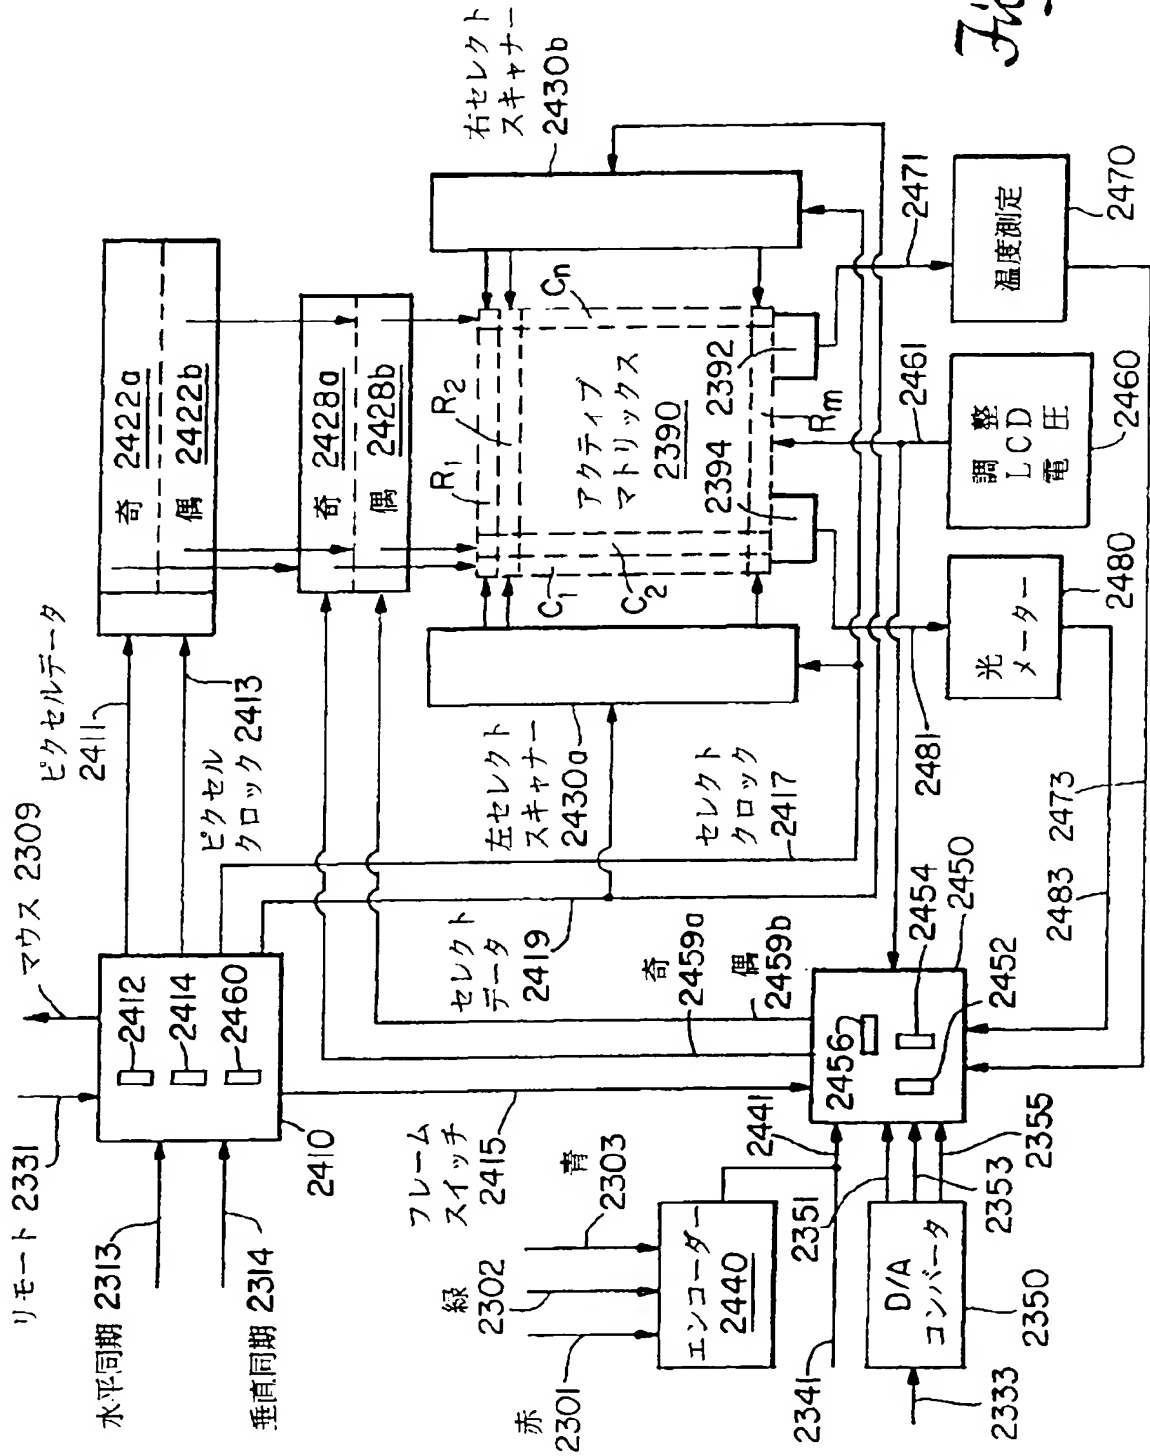 リモート 2331
マウス 2309
水平同期 2313
垂直同期 2314
2412
2414
2460
2410
ピクセルデータ
2411
ピクセル
クロック 2413
奇 2422a
偶 2422b
奇 2428a
偶 2428b
左セレクト
スキャナー
2430a
右セレクト
スキャナー
2430b
R1
R2
Rm
C1
C2
Cn
アクティブ
マトリックス
2390
2394
2392
セレクト
クロック
2417
セレクト
データ
2419
奇
2459a
偶
2459b
フレーム
スイッチ
2415
赤
2301
緑
2302
青
2303
エンコーダー
2440
2441
2341
2351
2353
2355
D/A
コンバータ
2350
2333
2456
2454
2450
2452
2481
光
メーター
2480
2483
2473
調整
LCD
電圧
2460
2461
温度測定
2470
2471